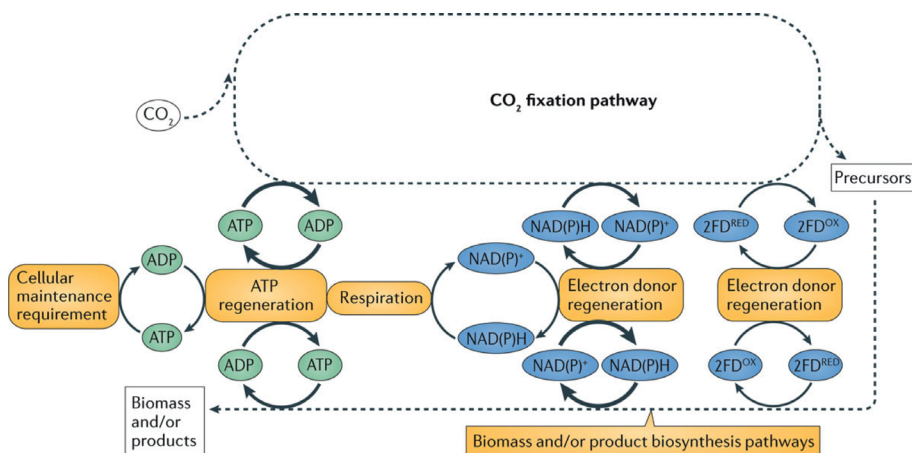 CO₂ fixation pathway
CO₂
Precursors
ATP
ADP
NAD(P)H
NAD(P)⁺
2FDᴿᴱᴰ
2FDᴼˣ
ADP
NAD(P)⁺
Cellular
maintenance
requirement
ATP
regeneration
Respiration
Electron donor
regeneration
Electron donor
regeneration
ATP
NAD(P)H
ADP
ATP
NAD(P)⁺
NAD(P)H
2FDᴼˣ
2FDᴿᴱᴰ
Biomass
and/or
products
Biomass and/or product biosynthesis pathways